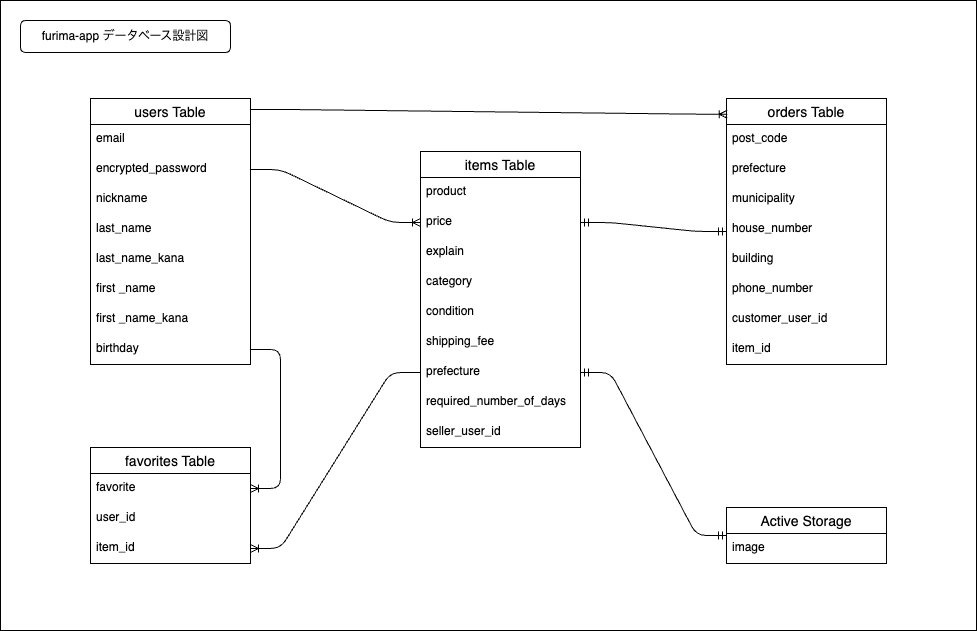 furima-app データベース設計図
users Table
email
encrypted_password
nickname
last_name
last_name_kana
first _name
first _name_kana
birthday
items Table
product
price
explain
category
condition
shipping_fee
prefecture
required_number_of_days
seller_user_id
orders Table
post_code
prefecture
municipality
house_number
building
phone_number
customer_user_id
item_id
favorites Table
favorite
user_id
item_id
Active Storage
image